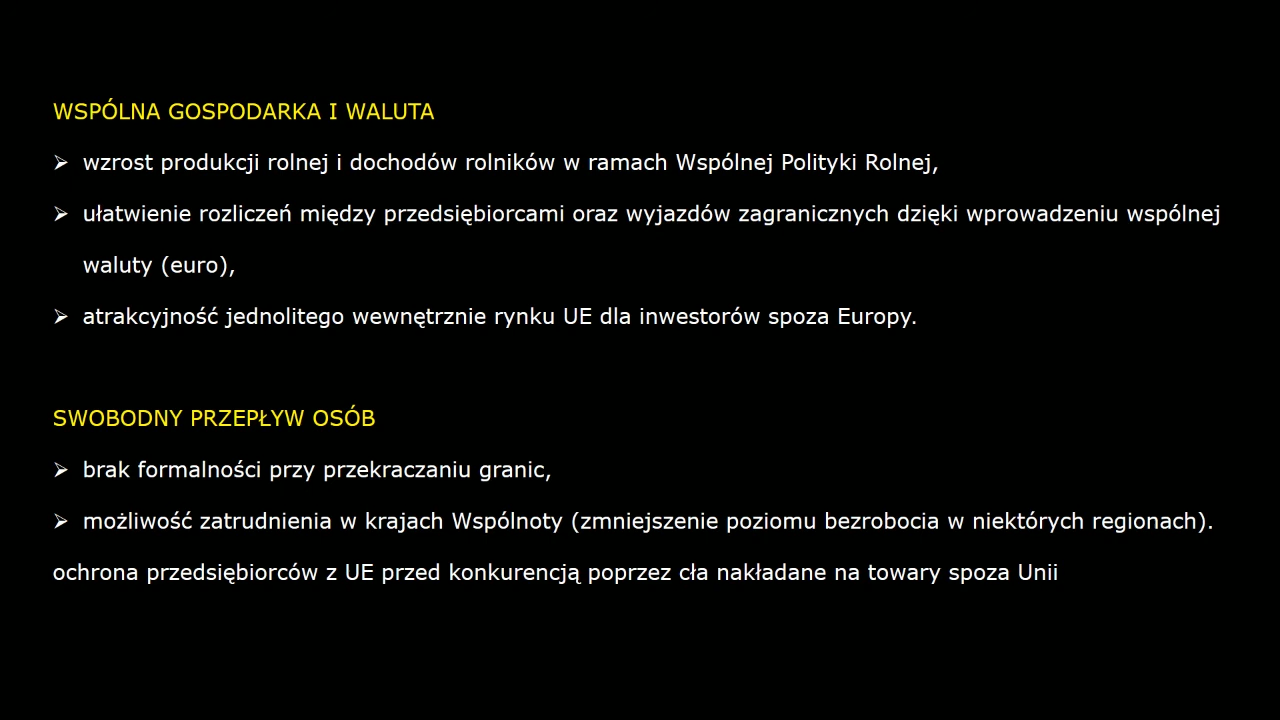 WSPÓLNA GOSPODARKA I WALUTA
➢ wzrost produkcji rolnej i dochodów rolników w ramach Wspólnej Polityki Rolnej,
➢ ułatwienie rozliczeń między przedsiębiorcami oraz wyjazdów zagranicznych dzięki wprowadzeniu wspólnej
waluty (euro),
➢ atrakcyjność jednolitego wewnętrznie rynku UE dla inwestorów spoza Europy.
SWOBODNY PRZEPŁYW OSÓB
➢ brak formalności przy przekraczaniu granic,
➢ możliwość zatrudnienia w krajach Wspólnoty (zmniejszenie poziomu bezrobocia w niektórych regionach).
ochrona przedsiębiorców z UE przed konkurencją poprzez cła nakładane na towary spoza Unii